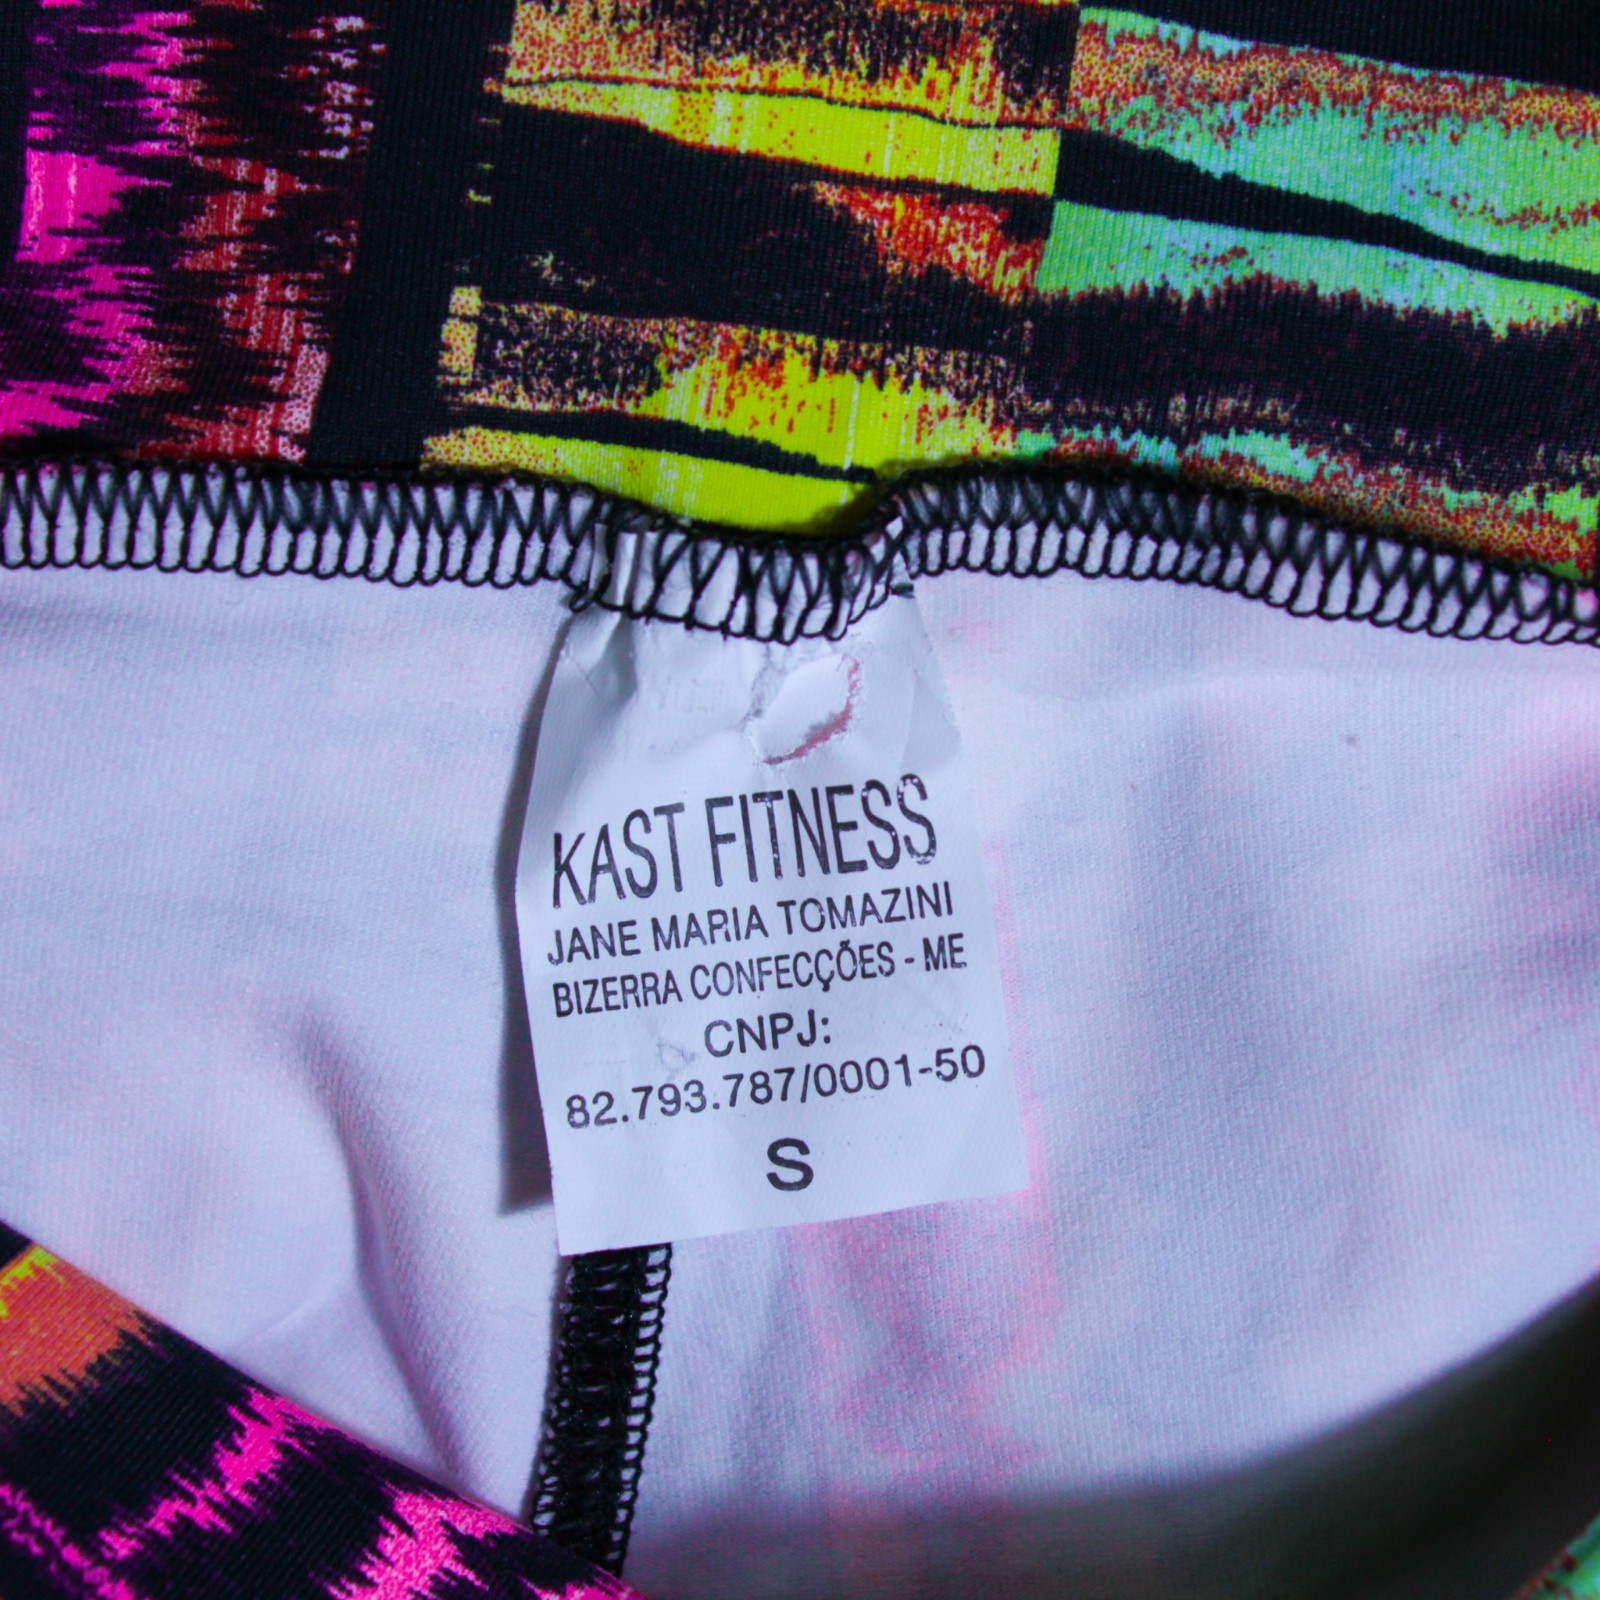 KAST FITNESS
JANE MARIA TOMAZINI
BIZERRA CONFECÇÕES - ME
CNPJ:
82.793.787/0001-50
S